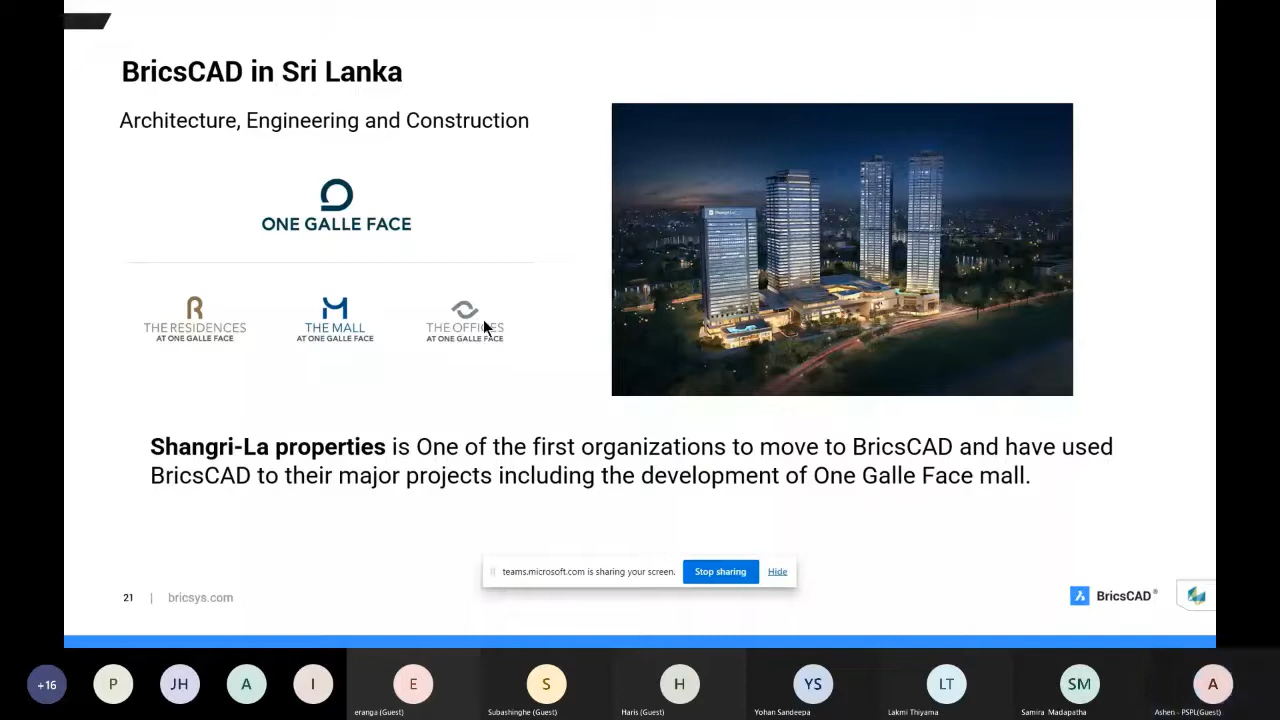 BricsCAD in Sri Lanka
Architecture, Engineering and Construction
ONE GALLE FACE
R
THE RESIDENCES
AT ONE GALLE FACE
M
THE MALL
AT ONE GALLE FACE
THE OFFICES
AT ONE GALLE FACE
Shangri-La
Shangri-La properties is One of the first organizations to move to BricsCAD and have used
BricsCAD to their major projects including the development of One Galle Face mall.
teams.microsoft.com is sharing your screen.
Stop sharing
Hide
21 | bricsys.com
BricsCAD®
+16
P
JH
A
I
E
S
H
YS
LT
SM
A
eranga (Guest)
Subashinghe (Guest)
Haris (Guest)
Yohan Sandeepa
Lakmi Thiyama
Samira Madapatha
Ashen - PSPL(Guest)